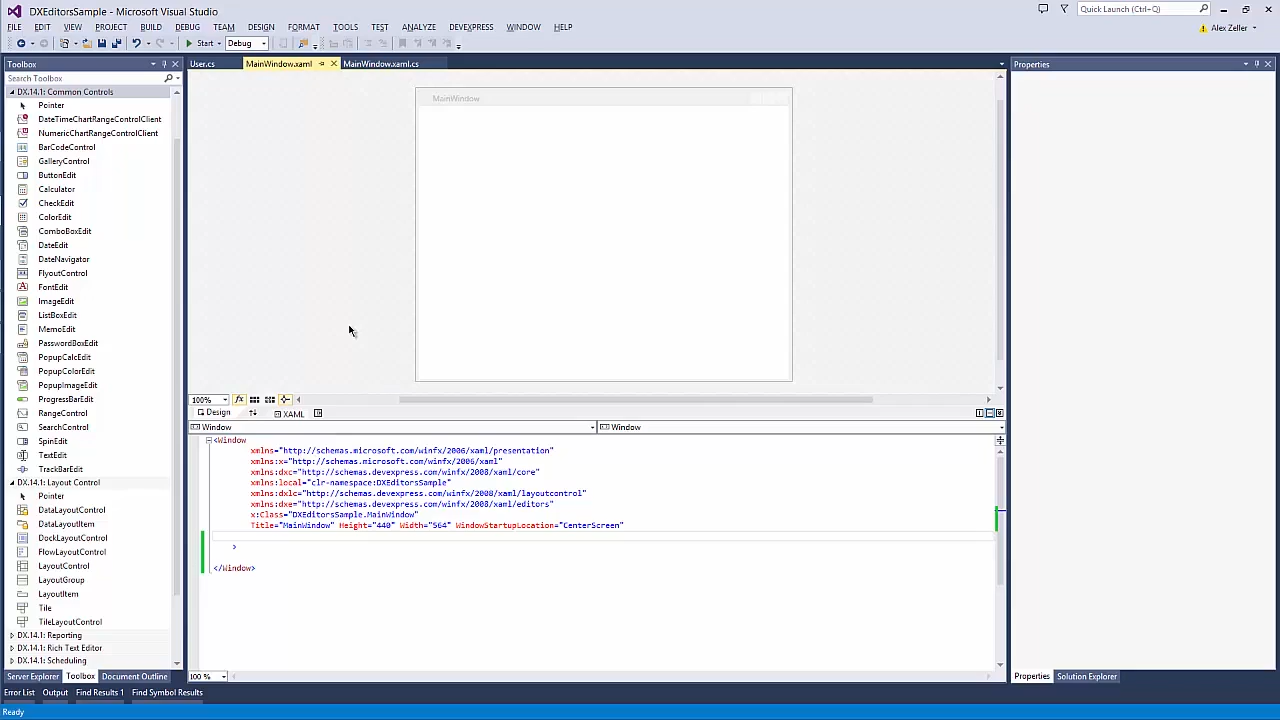 DXEditorsSample - Microsoft Visual Studio
Quick Launch (Ctrl+Q)
FILE EDIT VIEW PROJECT BUILD DEBUG TEAM DESIGN FORMAT TOOLS TEST ARCHITECTURE ANALYZE DEVEXPRESS WINDOW HELP
Alex Zeller
Start
Debug
Toolbox
User.cs
MainWindow.xaml
MainWindow.xaml.cs
Properties
Search Toolbox
DX.14.1: Common Controls
Pointer
DateTimeChartRangeControlClient
NumericChartRangeControlClient
BarCodeControl
GalleryControl
ButtonEdit
Calculator
CheckEdit
ColorEdit
ComboBoxEdit
DateEdit
DateNavigator
FlyoutControl
FontEdit
ImageEdit
ListBoxEdit
MemoEdit
PasswordBoxEdit
PopupCalcEdit
PopupColorEdit
PopupImageEdit
ProgressBarEdit
RangeControl
SearchControl
SpinEdit
TextEdit
TrackBarEdit
DX.14.1: Layout Control
Pointer
DataLayoutControl
DataLayoutItem
DockLayoutControl
FlowLayoutControl
LayoutControl
LayoutGroup
LayoutItem
Tile
TileLayoutControl
DX.14.1: Reporting
DX.14.1: Rich Text Editor
DX.14.1: Scheduling
MainWindow
100%
Design
XAML
Window
Window
<Window
xmlns="http://schemas.microsoft.com/winfx/2006/xaml/presentation"
xmlns:x="http://schemas.microsoft.com/winfx/2006/xaml"
xmlns:dxc="http://schemas.devexpress.com/winfx/2008/xaml/core"
xmlns:local="clr-namespace:DXEditorsSample"
xmlns:dxlc="http://schemas.devexpress.com/winfx/2008/xaml/layoutcontrol"
xmlns:dxe="http://schemas.devexpress.com/winfx/2008/xaml/editors"
x:Class="DXEditorsSample.MainWindow"
Title="MainWindow" Height="440" Width="564" WindowStartupLocation="CenterScreen"
>
</Window>
100 %
Server Explorer
Toolbox
Document Outline
Properties
Solution Explorer
Error List
Output
Find Results 1
Find Symbol Results
Ready